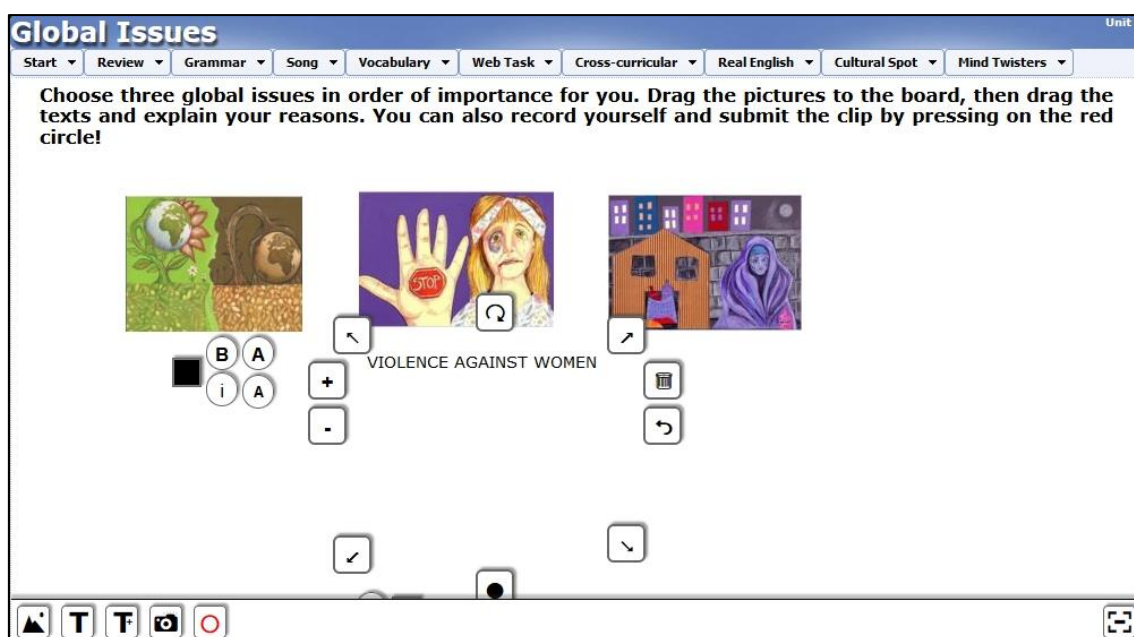 Global Issues
Unit
Start Review Grammar Song Vocabulary Web Task Cross-curricular Real English Cultural Spot Mind Twisters
Choose three global issues in order of importance for you. Drag the pictures to the board, then drag the
texts and explain your reasons. You can also record yourself and submit the clip by pressing on the red
circle!
STOP
B A
i A
VIOLENCE AGAINST WOMEN
+
-
T T+